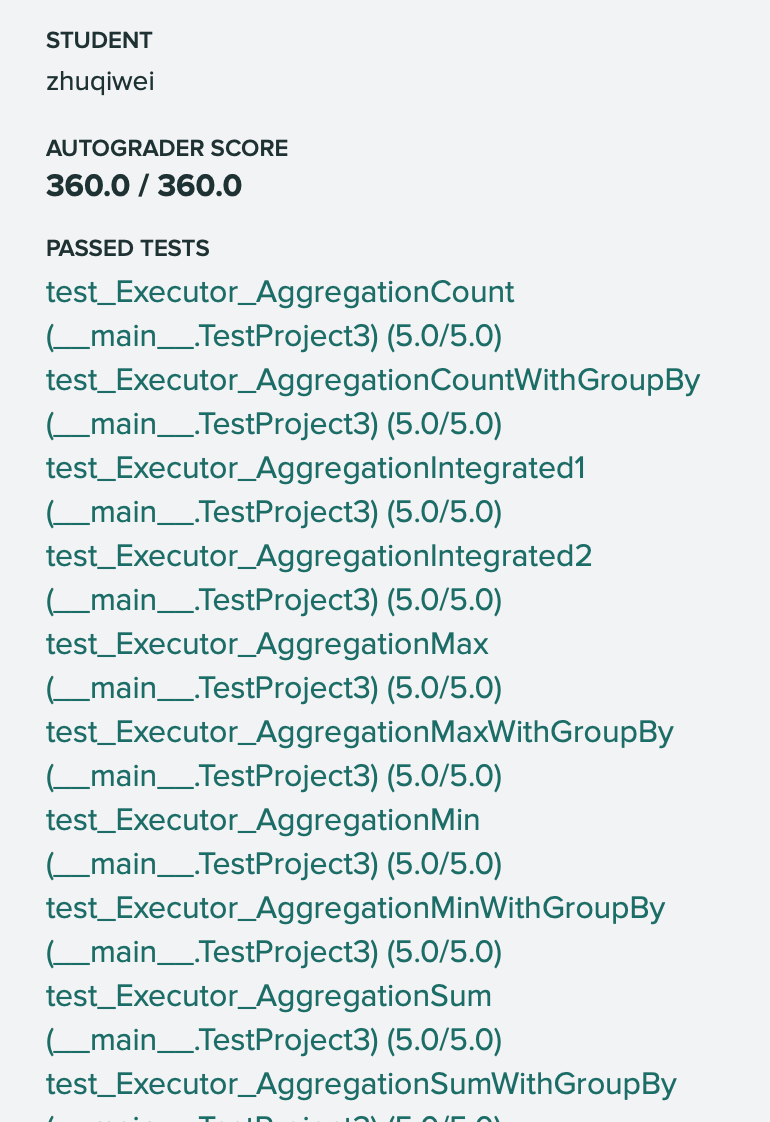 STUDENT
zhuqiwei
AUTOGRADER SCORE
360.0 / 360.0
PASSED TESTS
test_Executor_AggregationCount
(__main__.TestProject3) (5.0/5.0)
test_Executor_AggregationCountWithGroupBy
(__main__.TestProject3) (5.0/5.0)
test_Executor_AggregationIntegrated1
(__main__.TestProject3) (5.0/5.0)
test_Executor_AggregationIntegrated2
(__main__.TestProject3) (5.0/5.0)
test_Executor_AggregationMax
(__main__.TestProject3) (5.0/5.0)
test_Executor_AggregationMaxWithGroupBy
(__main__.TestProject3) (5.0/5.0)
test_Executor_AggregationMin
(__main__.TestProject3) (5.0/5.0)
test_Executor_AggregationMinWithGroupBy
(__main__.TestProject3) (5.0/5.0)
test_Executor_AggregationSum
(__main__.TestProject3) (5.0/5.0)
test_Executor_AggregationSumWithGroupBy